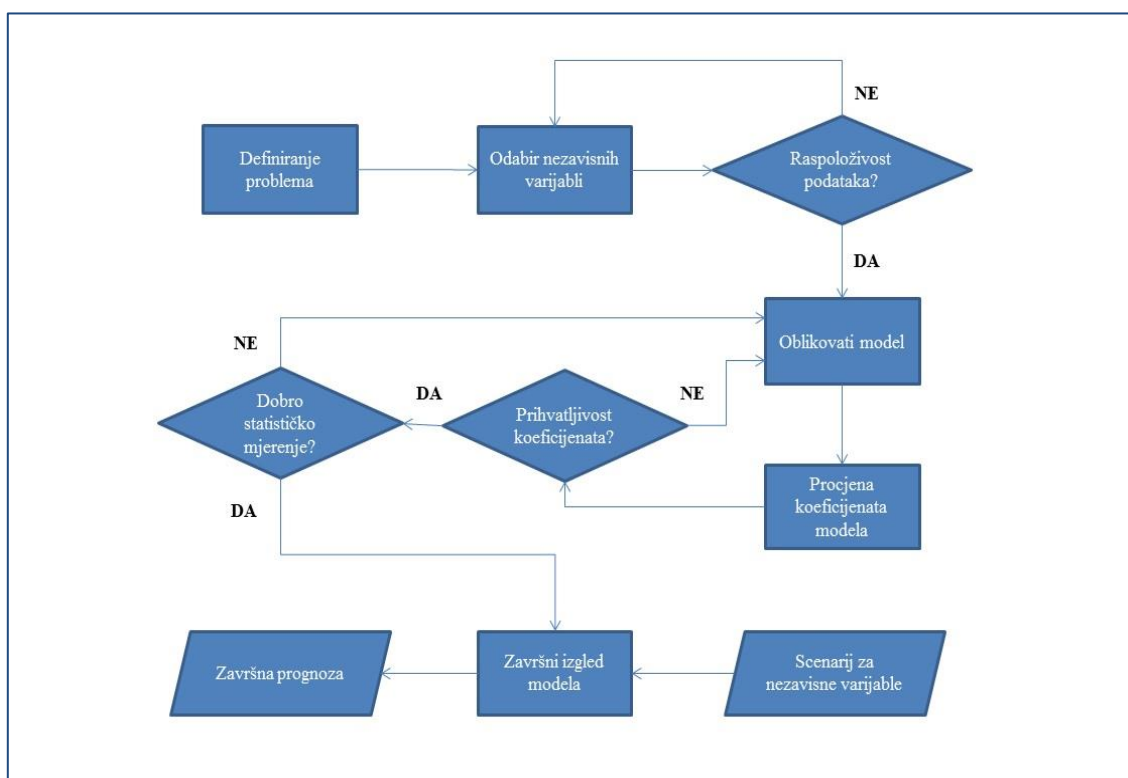 NE
Definiranje
problema
Odabir nezavisnih
varijabli
Raspoloživost
podataka?
DA
Oblikovati model
NE
Dobro
statističko
mjerenje?
DA
Prihvatljivost
koeficijenata?
NE
Procjena
koeficijenata
modela
DA
Završna prognoza
Završni izgled
modela
Scenarij za
nezavisne varijable